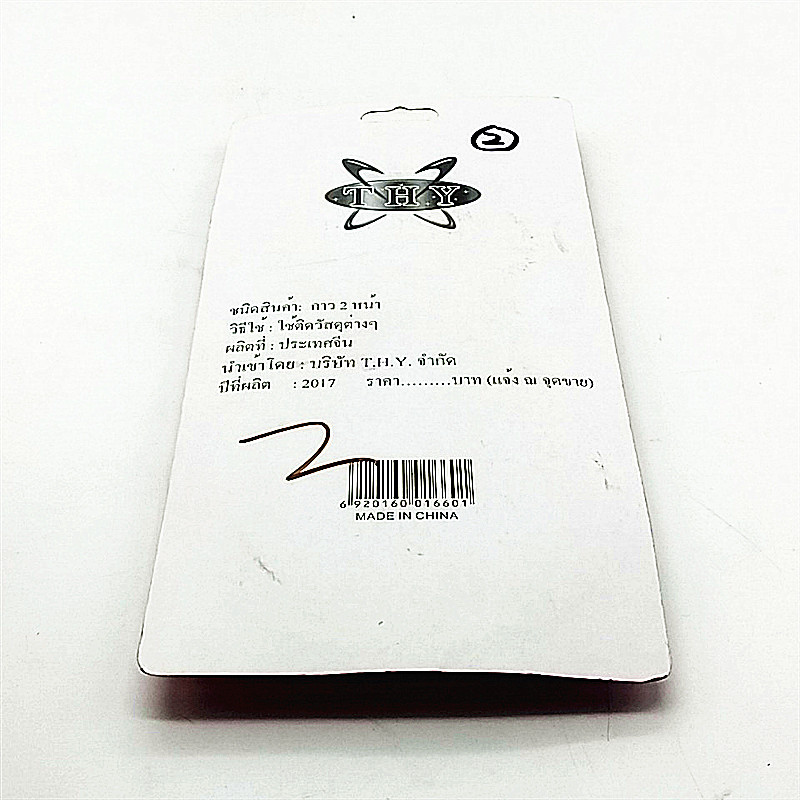 2
T.H.Y.
ชนิดสินค้า: กาว 2 หน้า
วิธีใช้ : ใช้ติดวัสดุต่างๆ
ผลิตที่ : ประเทศจีน
นำเข้าโดย : บริษัท T.H.Y. จำกัด
ปีที่ผลิต : 2017 ราคา.........บาท (แจ้ง ณ จุดขาย)
2
6 920160 016601
MADE IN CHINA